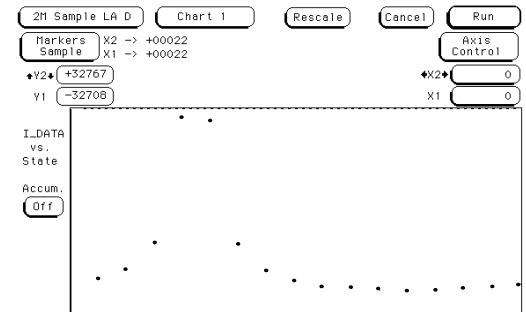 2M Sample LA D Chart 1 Rescale Cancel Run
Markers Sample X2 -> +00022 X1 -> +00022 Axis Control
Y2 +32767 X2 0
Y1 -32708 X1 0
I_DATA
vs.
State
Accum.
Off